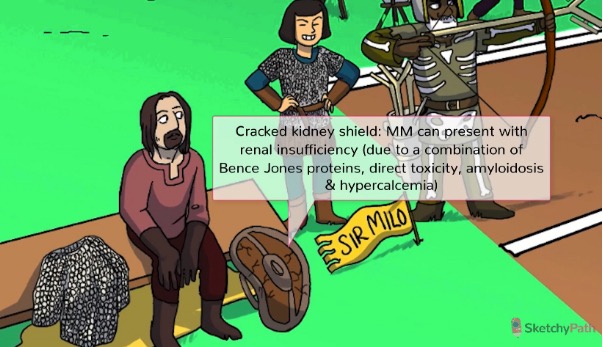 Cracked kidney shield: MM can present with
renal insufficiency (due to a combination of
Bence Jones proteins, direct toxicity, amyloidosis
& hypercalcemia)
SIR MILO
SketchyPath